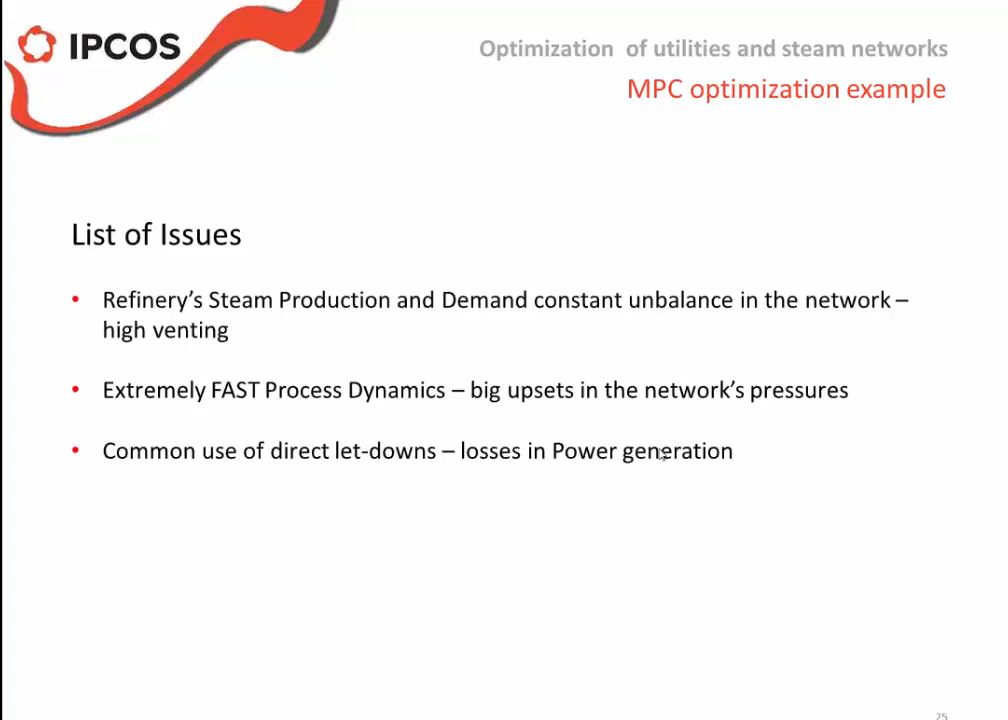 IPCOS
Optimization of utilities and steam networks
MPC optimization example
List of Issues
• Refinery’s Steam Production and Demand constant unbalance in the network –
high venting
• Extremely FAST Process Dynamics – big upsets in the network’s pressures
• Common use of direct let-downs – losses in Power generation
25